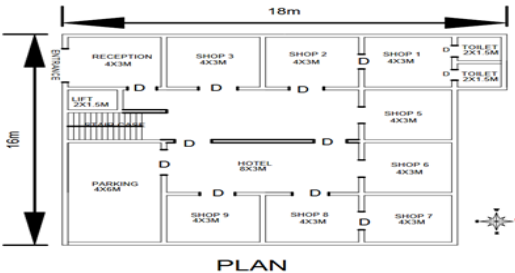 18m
16m
ENTRANCE
RECEPTION
4X3M
SHOP 3
4X3M
SHOP 2
4X3M
SHOP 1
4X3M
D
TOILET
2X1.5M
D
TOILET
2X1.5M
D
D
D
D
LIFT
2X1.5M
STAIR CASE
SHOP 5
4X3M
D
D
D
HOTEL
8X3M
SHOP 6
4X3M
PARKING
4X6M
D
D
SHOP 9
4X3M
SHOP 8
4X3M
D
SHOP 7
4X3M
PLAN